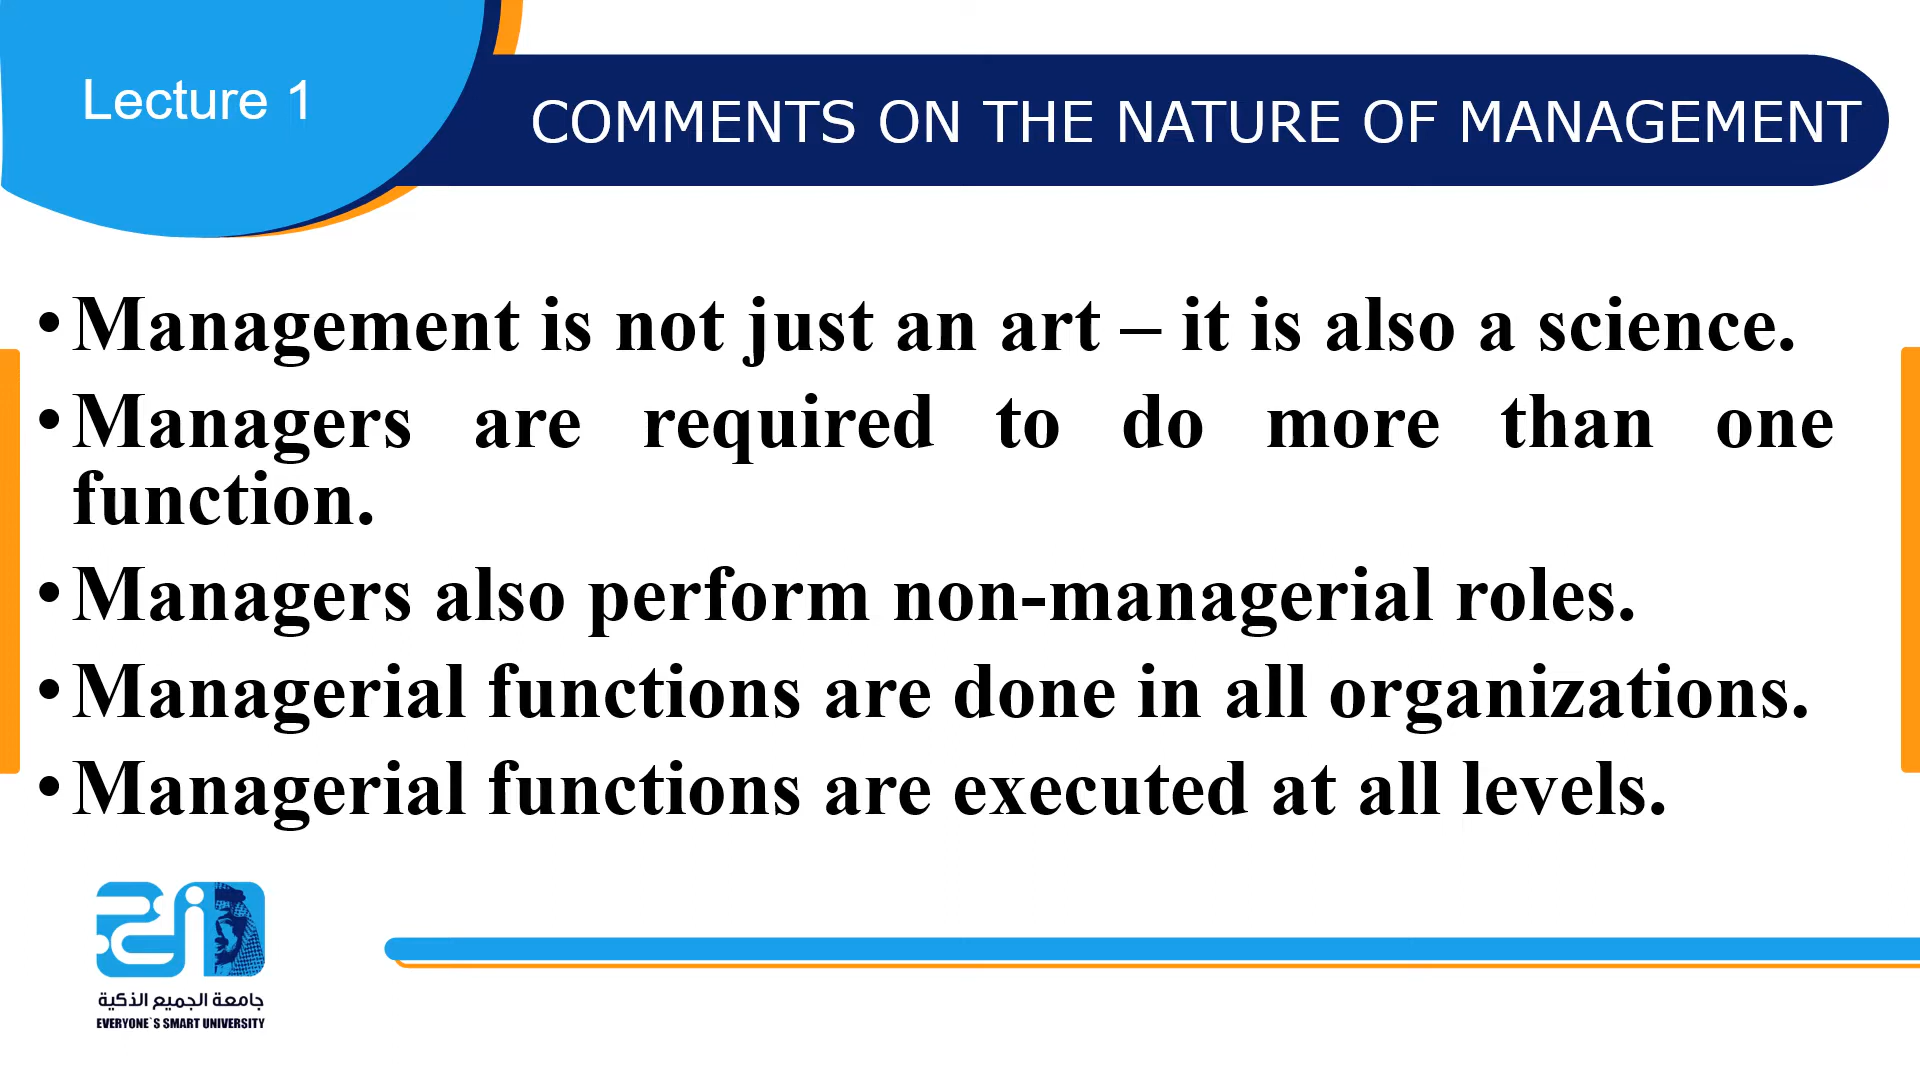 Lecture 1
COMMENTS ON THE NATURE OF MANAGEMENT
•Management is not just an art – it is also a science.
•Managers are required to do more than one
function.
•Managers also perform non-managerial roles.
•Managerial functions are done in all organizations.
•Managerial functions are executed at all levels.
جامعة الجميع الذكية
EVERYONE`S SMART UNIVERSITY